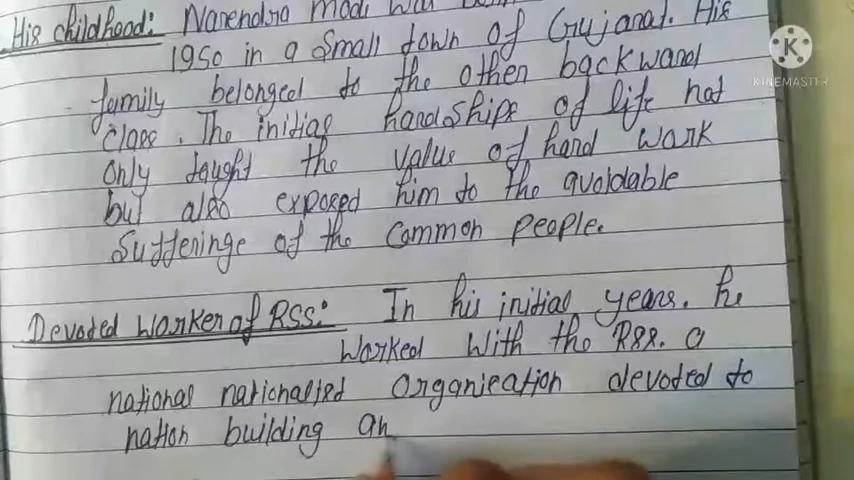 His childhood: Narendra Modi was
1950 in a small town of Gujarat. His
family belonged to the other backward
class. The initial hardships of life not
only taught the value of hard work
but also exposed him to the avoidable
sufferings of the common people.
Devoted worker of RSS: In his initial years, he
worked with the RSS. a
national nationalist organisation devoted to
nation building an
KINEMASTER